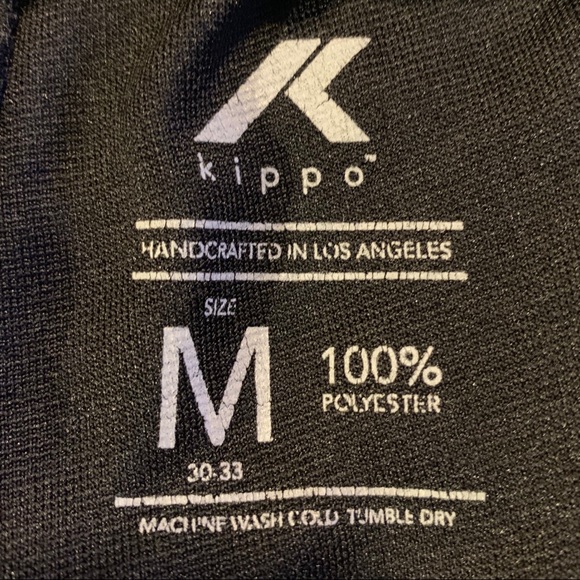 kippo™
HANDCRAFTED IN LOS ANGELES
SIZE
M
30-33
100%
POLYESTER
MACHINE WASH COLD TUMBLE DRY